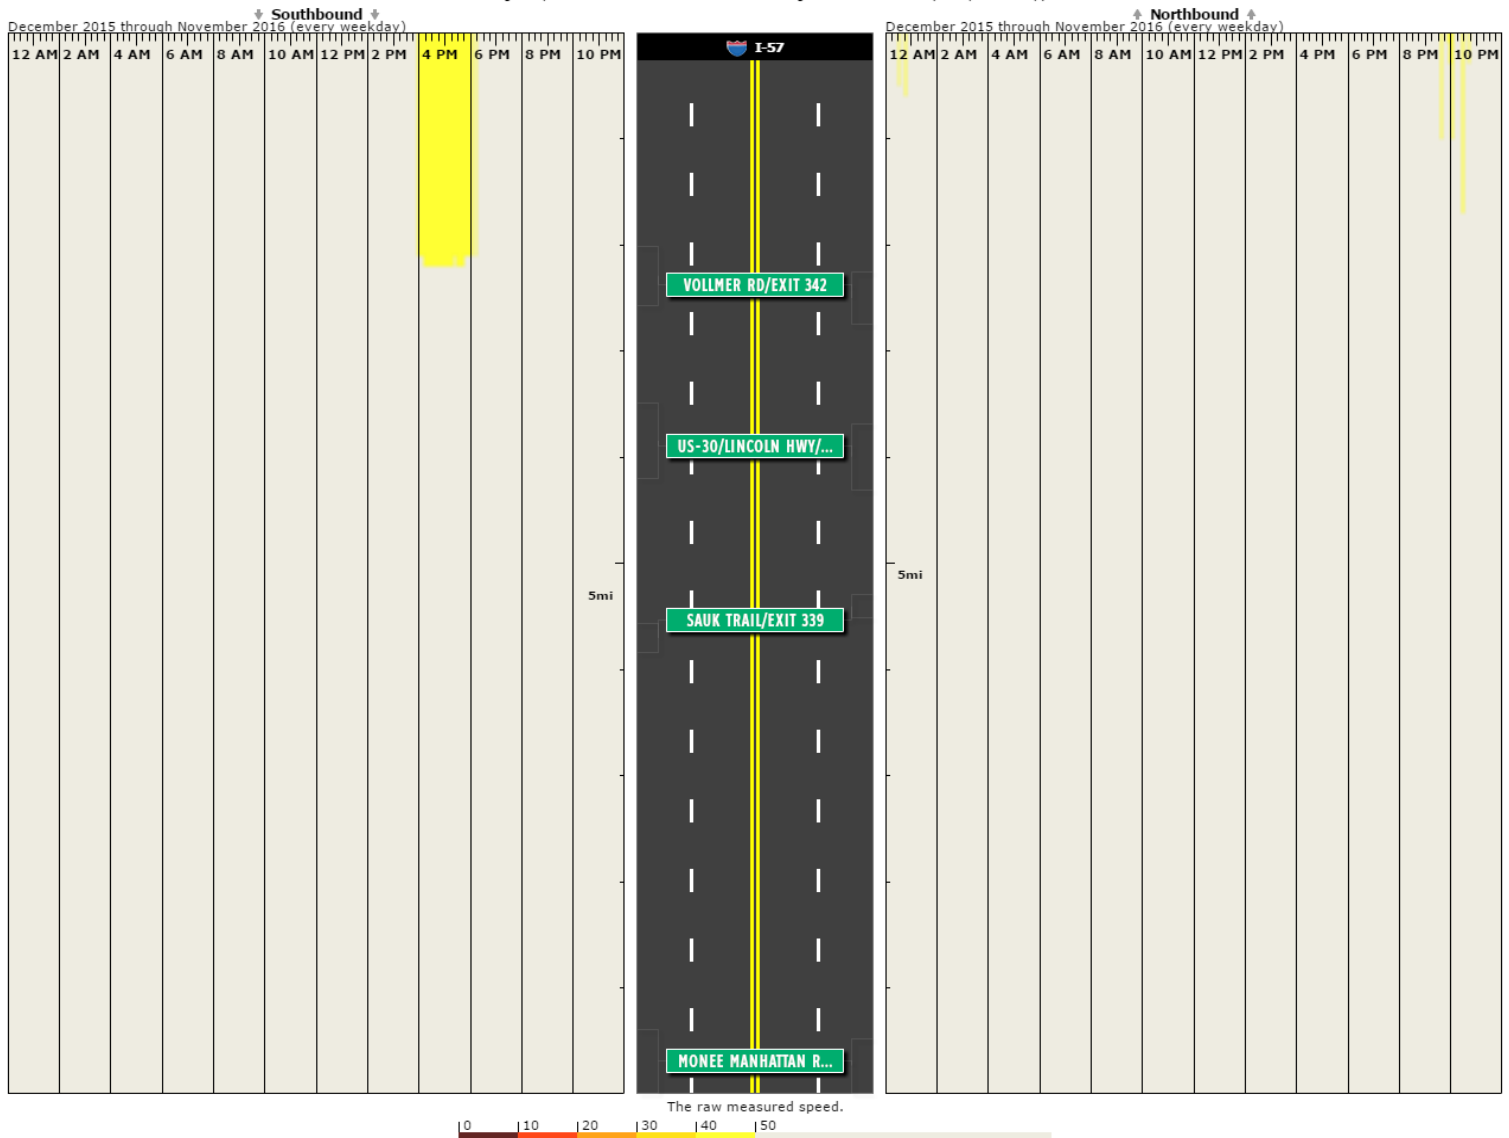 Southbound
December 2015 through November 2016 (every weekday)
12 AM 2 AM 4 AM 6 AM 8 AM 10 AM 12 PM 2 PM 4 PM 6 PM 8 PM 10 PM
I-57
Northbound
December 2015 through November 2016 (every weekday)
12 AM 2 AM 4 AM 6 AM 8 AM 10 AM 12 PM 2 PM 4 PM 6 PM 8 PM 10 PM
VOLLMER RD/EXIT 342
US-30/LINCOLN HWY/...
5mi
5mi
SAUK TRAIL/EXIT 339
MONEE MANHATTAN R...
The raw measured speed.
0 10 20 30 40 50